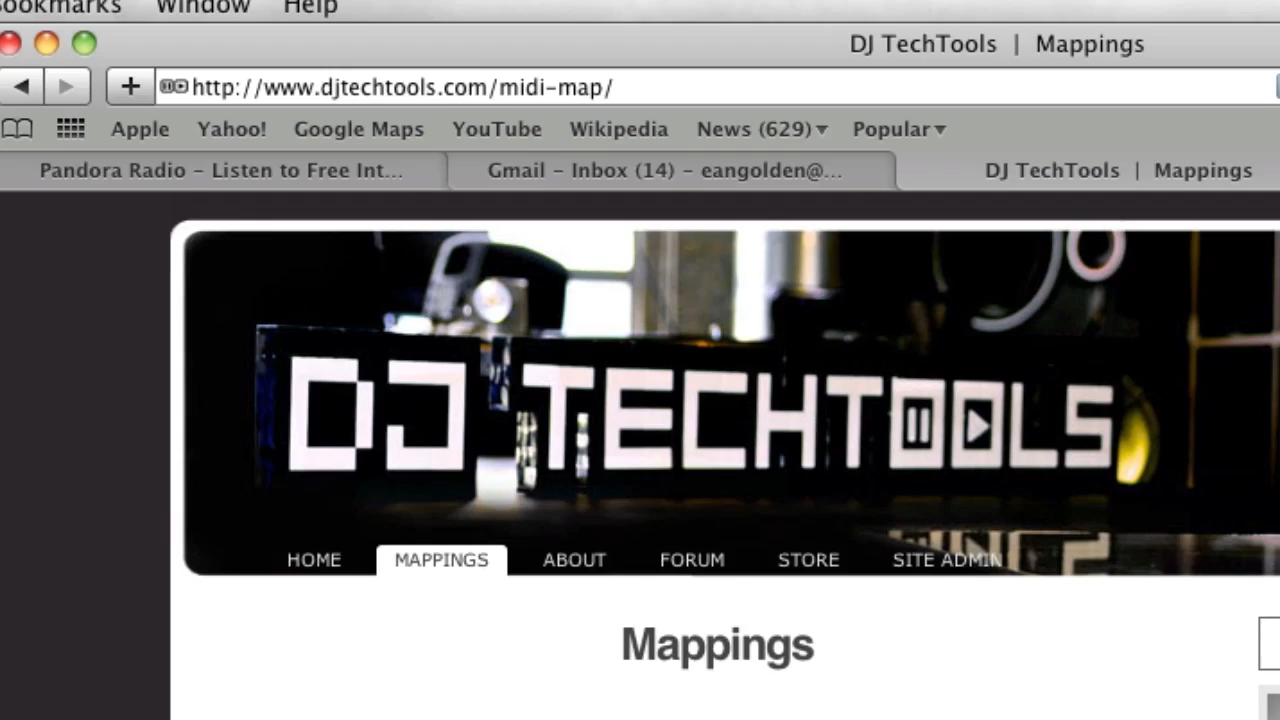 Bookmarks Window Help
DJ TechTools | Mappings
http://www.djtechtools.com/midi-map/
Apple Yahoo! Google Maps YouTube Wikipedia News (629)▾ Popular▾
Pandora Radio – Listen to Free Int... Gmail – Inbox (14) – eangolden@... DJ TechTools | Mappings
DJ TECHTOOLS
HOME MAPPINGS ABOUT FORUM STORE SITE ADMIN
Mappings